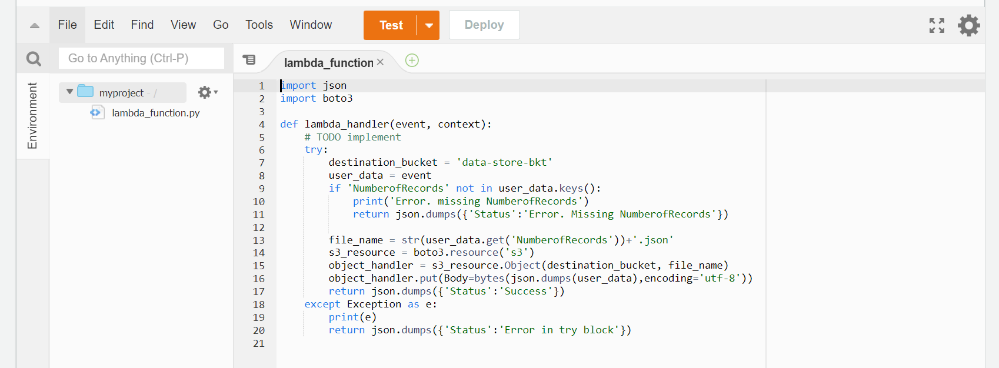 File Edit Find View Go Tools Window Test Deploy
Go to Anything (Ctrl-P)
lambda_function
Environment
myproject - /
lambda_function.py
1 import json
2 import boto3
3
4 def lambda_handler(event, context):
5     # TODO implement
6     try:
7         destination_bucket = 'data-store-bkt'
8         user_data = event
9         if 'NumberofRecords' not in user_data.keys():
10             print('Error. missing NumberofRecords')
11             return json.dumps({'Status':'Error. Missing NumberofRecords'})
12
13         file_name = str(user_data.get('NumberofRecords'))+'.json'
14         s3_resource = boto3.resource('s3')
15         object_handler = s3_resource.Object(destination_bucket, file_name)
16         object_handler.put(Body=bytes(json.dumps(user_data),encoding='utf-8'))
17         return json.dumps({'Status':'Success'})
18     except Exception as e:
19         print(e)
20         return json.dumps({'Status':'Error in try block'})
21